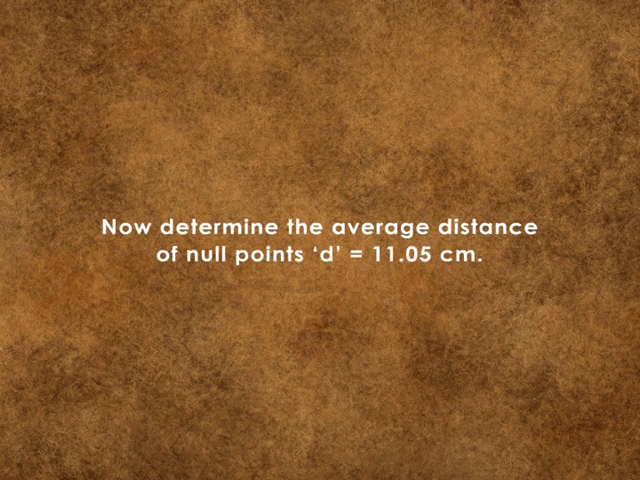 Now determine the average distance
of null points ‘d’ = 11.05 cm.